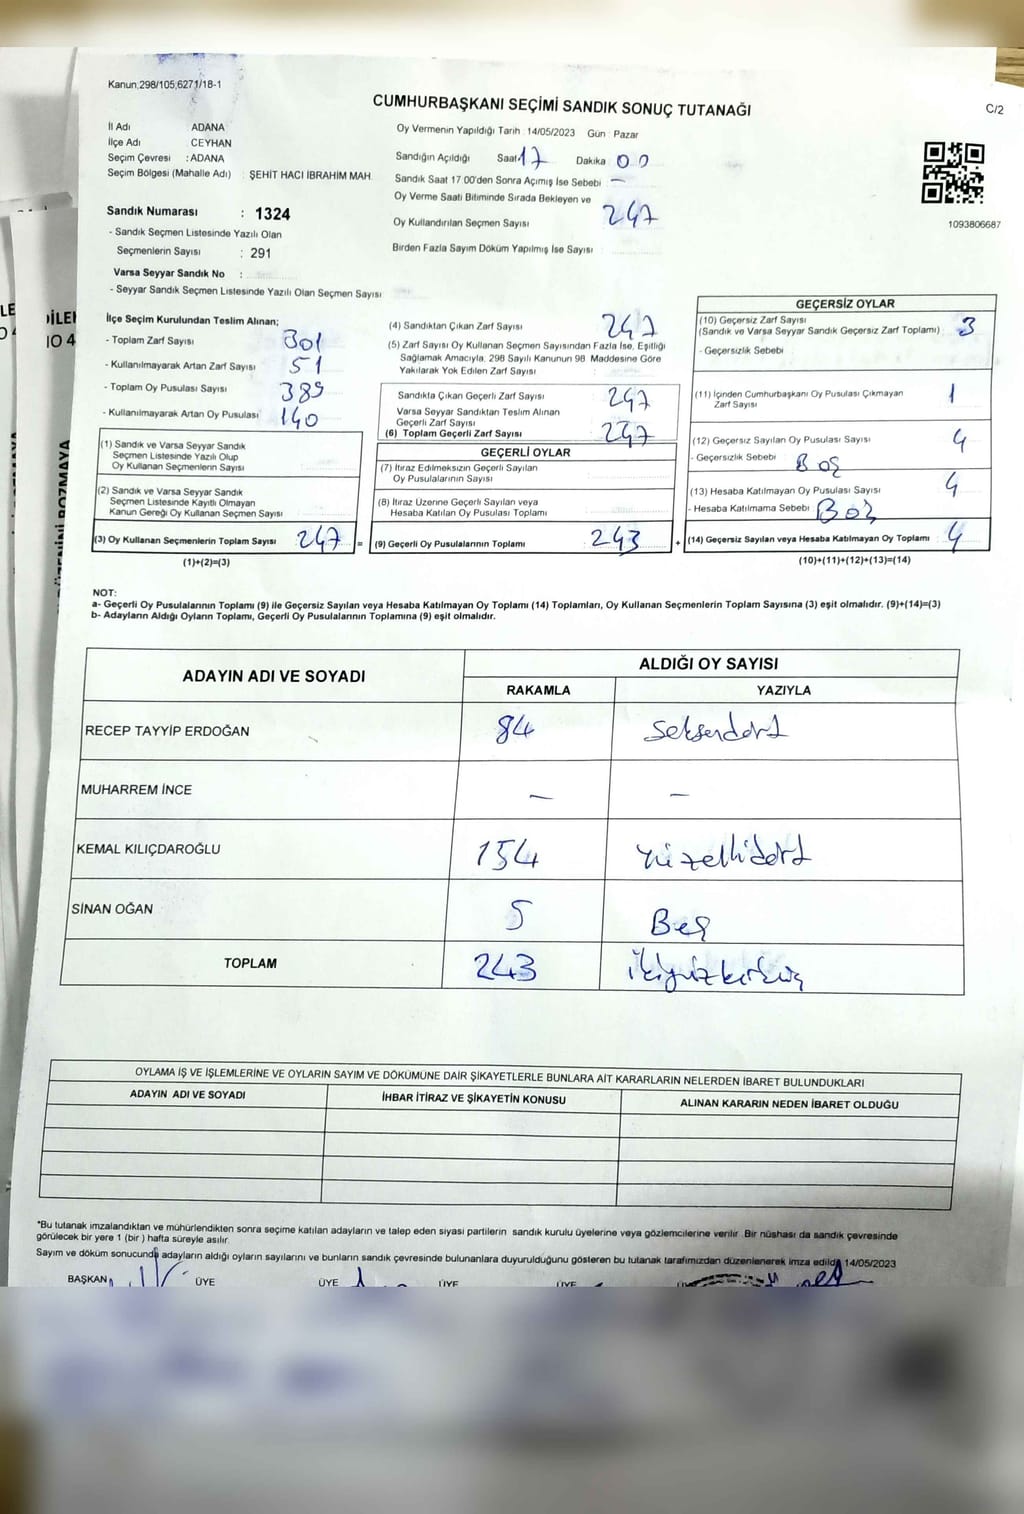 Kanun;298/105;6271/18-1
CUMHURBAŞKANI SEÇİMİ SANDIK SONUÇ TUTANAĞI
C/2
İl Adı : ADANA
İlçe Adı : CEYHAN
Seçim Çevresi : ADANA
Seçim Bölgesi (Mahalle Adı) : ŞEHİT HACI İBRAHİM MAH.
Oy Vermenin Yapıldığı Tarih : 14/05/2023 Gün : Pazar
Sandığın Açıldığı Saat 17 Dakika 00
Sandık Saat 17 00'den Sonra Açımış İse Sebebi : —
Oy Verme Saati Bitiminde Sırada Bekleyen ve
Oy Kullandırılan Seçmen Sayısı 247
Birden Fazla Sayım Döküm Yapılmış İse Sayısı :
1093806687
Sandık Numarası : 1324
- Sandık Seçmen Listesinde Yazılı Olan
Seçmenlerin Sayısı : 291
Varsa Seyyar Sandık No :
- Seyyar Sandık Seçmen Listesinde Yazılı Olan Seçmen Sayısı
İlçe Seçim Kurulundan Teslim Alınan;
- Toplam Zarf Sayısı : 301
- Kullanılmayarak Artan Zarf Sayısı : 51
- Toplam Oy Pusulası Sayısı : 389
- Kullanılmayarak Artan Oy Pusulası : 140
(1) Sandık ve Varsa Seyyar Sandık
Seçmen Listesinde Yazılı Olup
Oy Kullanan Seçmenlerin Sayısı :
(2) Sandık ve Varsa Seyyar Sandık
Seçmen Listesinde Kayıtlı Olmayan
Kanun Gereği Oy Kullanan Seçmen Sayısı :
(3) Oy Kullanan Seçmenlerin Toplam Sayısı : 247 =
(1)+(2)=(3)
(4) Sandıktan Çıkan Zarf Sayısı : 247
(5) Zarf Sayısı Oy Kullanan Seçmen Sayısından Fazla İse, Eşitliği
Sağlamak Amacıyla, 298 Sayılı Kanunun 98 Maddesine Göre
Yakılarak Yok Edilen Zarf Sayısı :
Sandıkta Çıkan Geçerli Zarf Sayısı : 247
Varsa Seyyar Sandıktan Teslim Alınan
Geçerli Zarf Sayısı :
(6) Toplam Geçerli Zarf Sayısı : 247
GEÇERLİ OYLAR
(7) İtiraz Edilmeksizin Geçerli Sayılan
Oy Pusulalarının Sayısı :
(8) İtiraz Üzerine Geçerli Sayılan veya
Hesaba Katılan Oy Pusulası Toplamı :
(9) Geçerli Oy Pusulalarının Toplamı : 243 +
GEÇERSİZ OYLAR
(10) Geçersiz Zarf Sayısı
(Sandık ve Varsa Seyyar Sandık Geçersiz Zarf Toplamı) : 3
- Geçersizlik Sebebi :
(11) İçinden Cumhurbaşkanı Oy Pusulası Çıkmayan
Zarf Sayısı : 1
(12) Geçersiz Sayılan Oy Pusulası Sayısı : 4
- Geçersizlik Sebebi : Boş
(13) Hesaba Katılmayan Oy Pusulası Sayısı : 4
- Hesaba Katılmama Sebebi : Boş
(14) Geçersiz Sayılan veya Hesaba Katılmayan Oy Toplamı : 4
(10)+(11)+(12)+(13)=(14)
NOT:
a- Geçerli Oy Pusulalarının Toplamı (9) ile Geçersiz Sayılan veya Hesaba Katılmayan Oy Toplamı (14) Toplamları, Oy Kullanan Seçmenlerin Toplam Sayısına (3) eşit olmalıdır. (9)+(14)=(3)
b- Adayların Aldığı Oyların Toplamı, Geçerli Oy Pusulalarının Toplamına (9) eşit olmalıdır.
ADAYIN ADI VE SOYADI ALDIĞI OY SAYISI
RAKAMLA YAZIYLA
RECEP TAYYİP ERDOĞAN 84 seksendört
MUHARREM İNCE — —
KEMAL KILIÇDAROĞLU 154 yüzellidört
SİNAN OĞAN 5 Beş
TOPLAM 243 ikiyüzkırküç
OYLAMA İŞ VE İŞLEMLERİNE VE OYLARIN SAYIM VE DÖKÜMÜNE DAİR ŞİKAYETLERLE BUNLARA AİT KARARLARIN NELERDEN İBARET BULUNDUKLARI
ADAYIN ADI VE SOYADI İHBAR İTİRAZ VE ŞİKAYETİN KONUSU ALINAN KARARIN NEDEN İBARET OLDUĞU
*Bu tutanak imzalandıktan ve mühürlendikten sonra seçime katılan adayların ve talep eden siyasi partilerin sandık kurulu üyelerine veya gözlemcilerine verilir. Bir nüshası da sandık çevresinde
görülecek bir yere 1 (bir) hafta süreyle asılır.
Sayım ve döküm sonucunda adayların aldığı oyların sayılarını ve bunların sandık çevresinde bulunanlara duyurulduğunu gösteren bu tutanak tarafımızdan düzenlenerek imza edildi. 14/05/2023
BAŞKAN ÜYE ÜYE ÜYE ÜYE